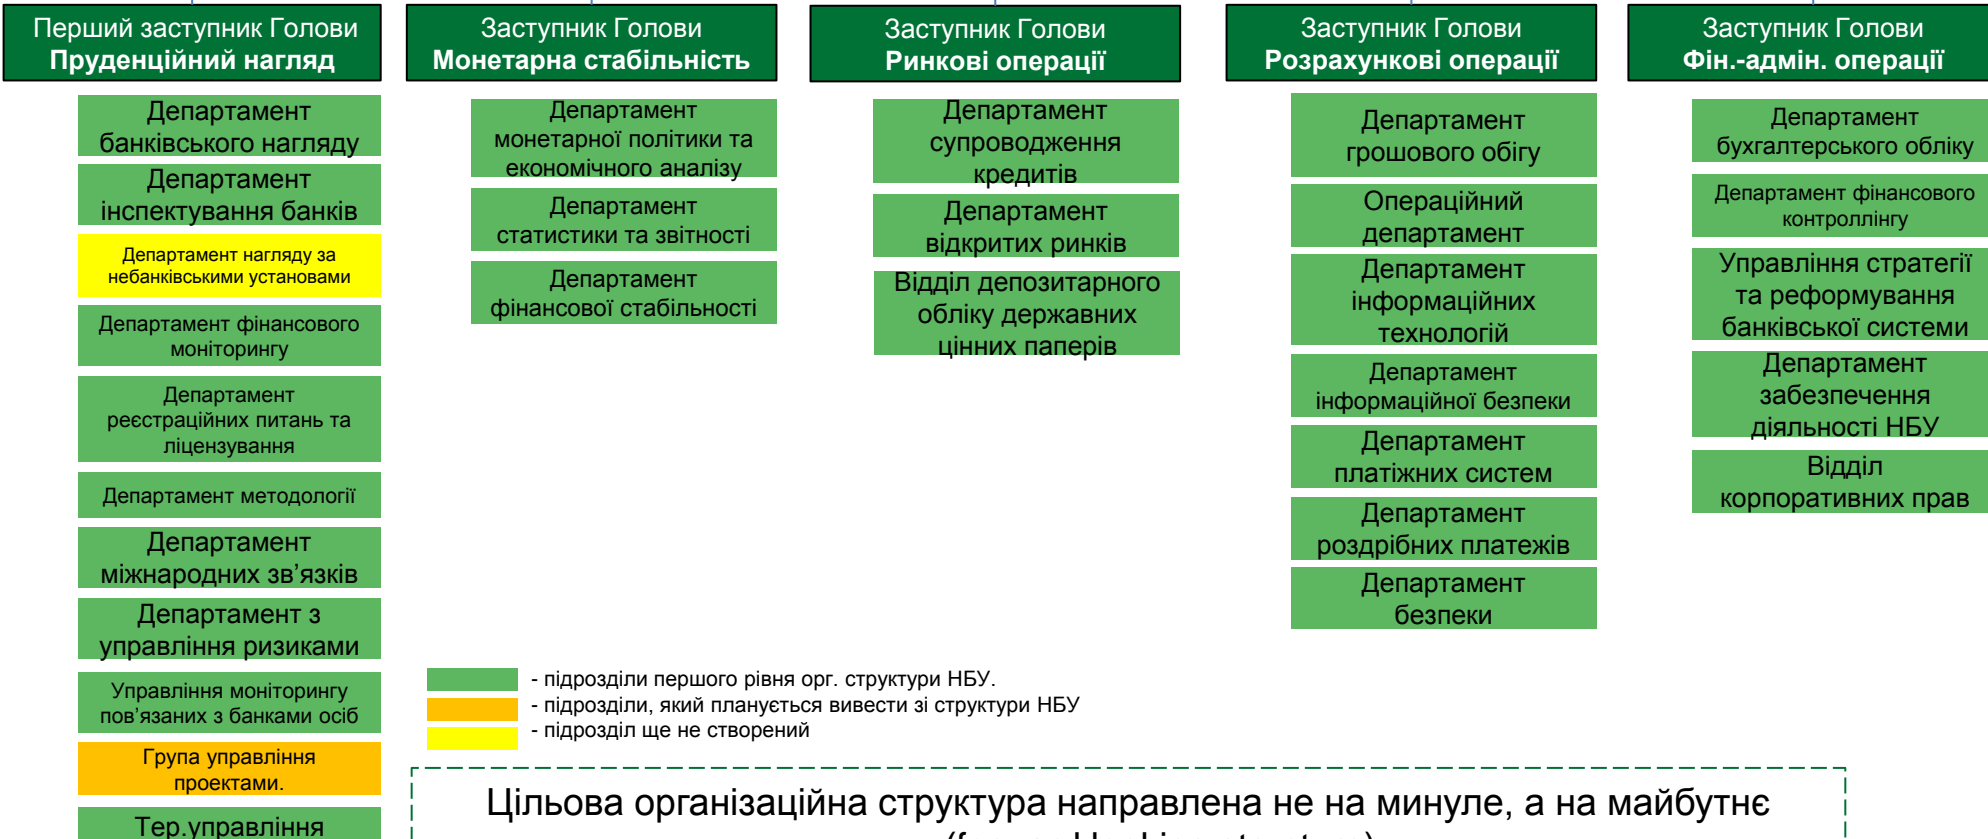 Перший заступник Голови
Пруденційний нагляд
Департамент
банківського нагляду
Департамент
інспектування банків
Департамент нагляду за
небанківськими установами
Департамент фінансового
моніторингу
Департамент
реєстраційних питань та
ліцензування
Департамент методології
Департамент
міжнародних зв’язків
Департамент з
управління ризиками
Управління моніторингу
пов’язаних з банками осіб
Група управління
проектами.
Тер.управління
Заступник Голови
Монетарна стабільність
Департамент
монетарної політики та
економічного аналізу
Департамент
статистики та звітності
Департамент
фінансової стабільності
Заступник Голови
Ринкові операції
Департамент
супроводження
кредитів
Департамент
відкритих ринків
Відділ депозитарного
обліку державних
цінних паперів
Заступник Голови
Розрахункові операції
Департамент
грошового обігу
Операційний
департамент
Департамент
інформаційних
технологій
Департамент
інформаційної безпеки
Департамент
платіжних систем
Департамент
роздрібних платежів
Департамент
безпеки
Заступник Голови
Фін.-адмін. операції
Департамент
бухгалтерського обліку
Департамент фінансового
контроллінгу
Управління стратегії
та реформування
банківської системи
Департамент
забезпечення
діяльності НБУ
Відділ
корпоративних прав
- підрозділи першого рівня орг. структури НБУ.
- підрозділи, який планується вивести зі структури НБУ
- підрозділ ще не створений
Цільова організаційна структура направлена не на минуле, а на майбутнє